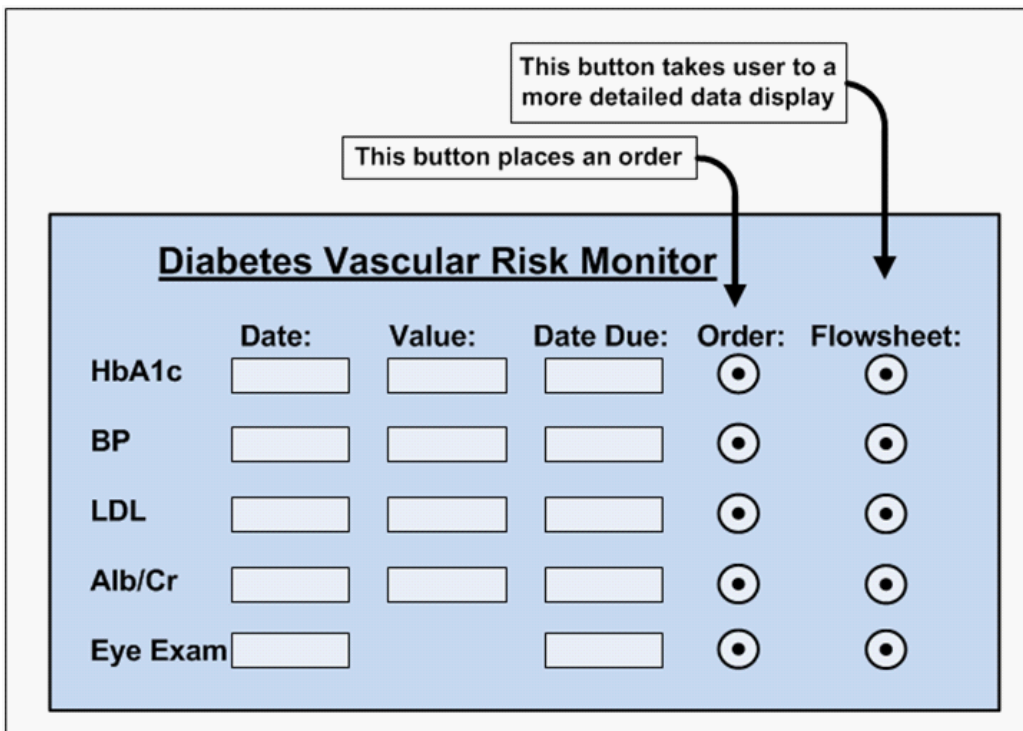 This button takes user to a
more detailed data display
This button places an order
Diabetes Vascular Risk Monitor
Date: Value: Date Due: Order: Flowsheet:
HbA1c
BP
LDL
Alb/Cr
Eye Exam